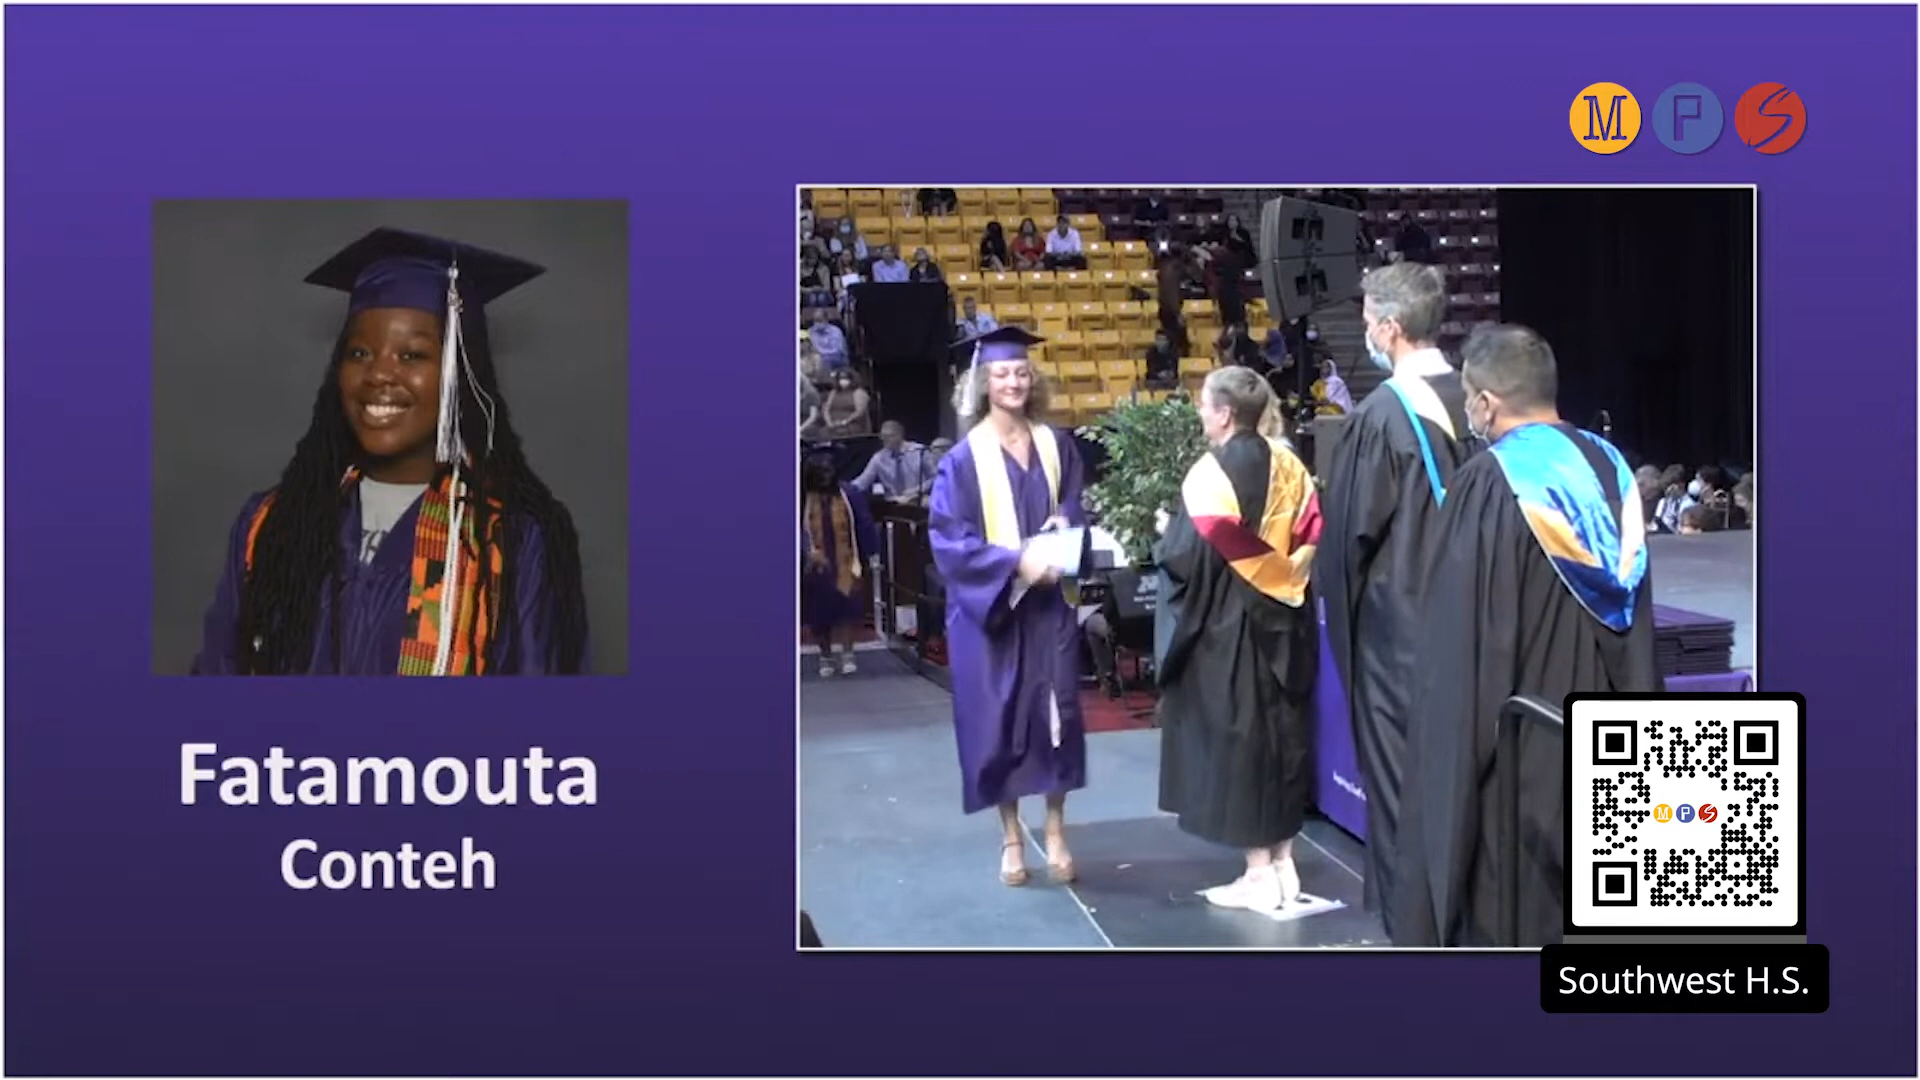 M P S
Fatamouta
Conteh
M P S
Southwest H.S.